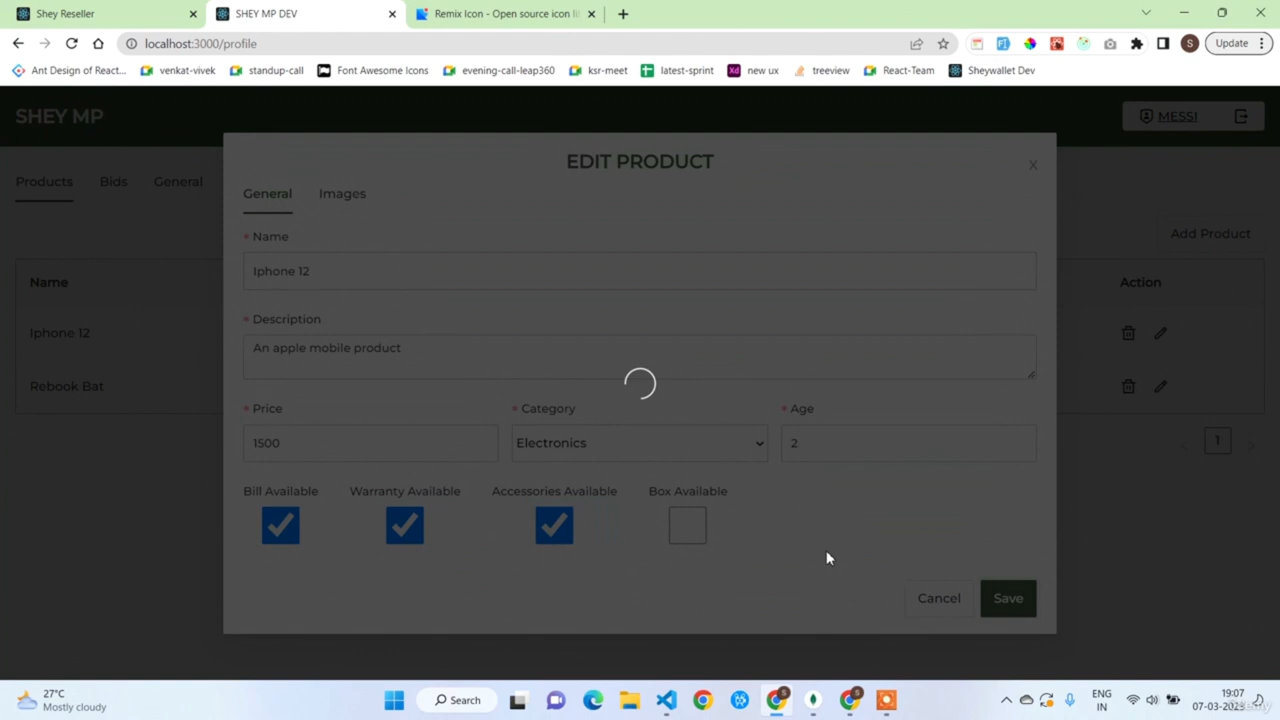 Shey Reseller
SHEY MP DEV
Remix Icon - Open source icon li
localhost:3000/profile
Update
Ant Design of React...
venkat-vivek
standup-call
Font Awesome Icons
evening-call-leap360
ksr-meet
latest-sprint
new ux
treeview
React-Team
Sheywallet Dev
SHEY MP
MESSI
EDIT PRODUCT
X
Products
Bids
General
General
Images
* Name
Iphone 12
Add Product
Name
Action
* Description
An apple mobile product
Iphone 12
Rebook Bat
* Price
* Category
* Age
1500
Electronics
2
1
Bill Available
Warranty Available
Accessories Available
Box Available
Cancel
Save
27°C
Mostly cloudy
Search
ENG
IN
19:07
07-03-2023